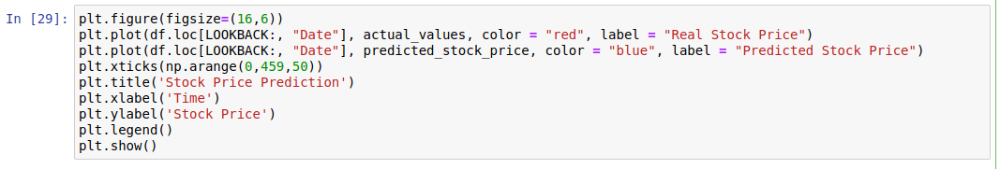 In [29]: plt.figure(figsize=(16,6))
plt.plot(df.loc[LOOKBACK:, "Date"], actual_values, color = "red", label = "Real Stock Price")
plt.plot(df.loc[LOOKBACK:, "Date"], predicted_stock_price, color = "blue", label = "Predicted Stock Price")
plt.xticks(np.arange(0,459,50))
plt.title('Stock Price Prediction')
plt.xlabel('Time')
plt.ylabel('Stock Price')
plt.legend()
plt.show()